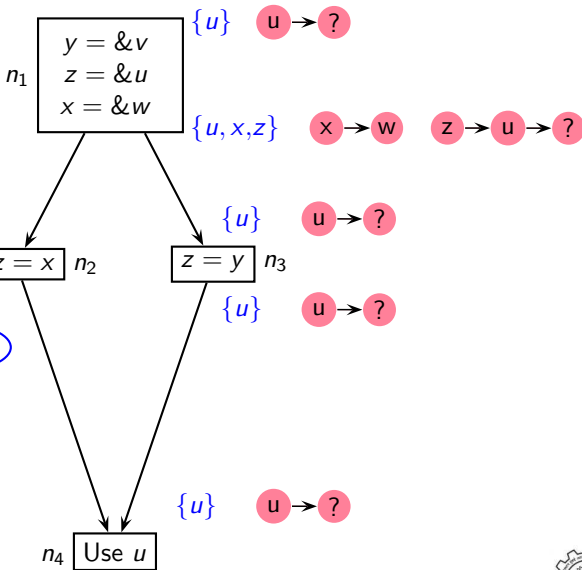 {u} u ?
y = &v
z = &u
n1
x = &w
{u, x,z} x w z u ?
{u} u ?
z = x n2
z = y n3
{u} u ?
{u} u ?
n4 Use u